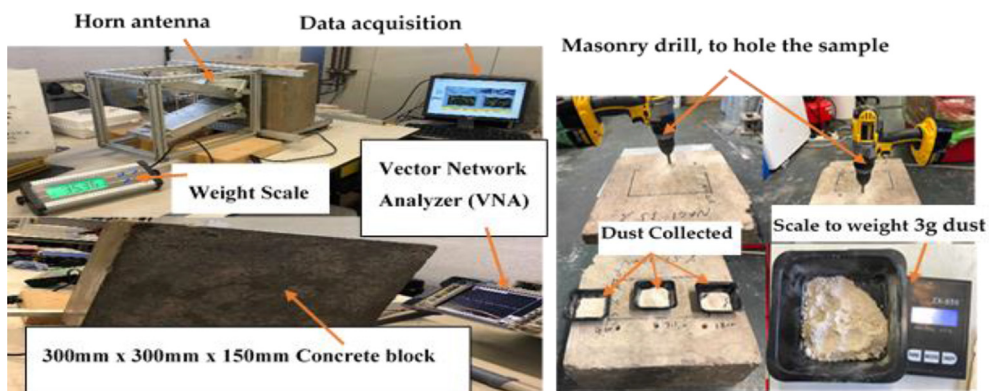 Horn antenna
Data acquisition
Weight Scale
Vector Network
Analyzer (VNA)
300mm x 300mm x 150mm Concrete block
Masonry drill, to hole the sample
Dust Collected
Scale to weight 3g dust